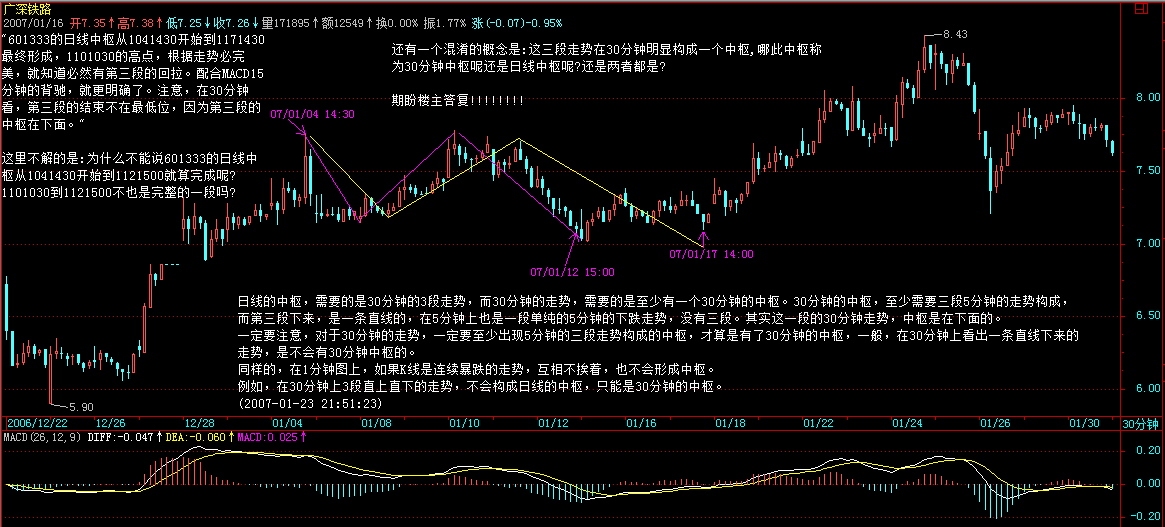 广深铁路
2007/01/16 开7.35↑高7.38↑低7.25↓收7.26↓量171895↑额12549↑换0.00% 振1.77% 涨(-0.07)-0.95%
"601333的日线中枢从1041430开始到1171430
最终形成，1101030的高点，根据走势必完
美，就知道必然有第三段的回拉。配合MACD15
分钟的背驰，就更明确了。注意，在30分钟
看，第三段的结束不在最低位，因为第三段的
中枢在下面。"
这里不解的是:为什么不能说601333的日线中
枢从1041430开始到1121500就算完成呢?
1101030到1121500不也是完整的一段吗?
还有一个混淆的概念是:这三段走势在30分钟明显构成一个中枢,哪此中枢称
为30分钟中枢呢还是日线中枢呢?还是两者都是?
期盼楼主答复!!!!!!!!
07/01/04 14:30
8.43
8.00
7.50
7.00
6.50
6.00
07/01/12 15:00
07/01/17 14:00
日线的中枢，需要的是30分钟的3段走势，而30分钟的走势，需要的是至少有一个30分钟的中枢。30分钟的中枢，至少需要三段5分钟的走势构成，
而第三段下来，是一条直线的，在5分钟上也是一段单纯的5分钟的下跌走势，没有三段。其实这一段的30分钟走势，中枢是在下面的。
一定要注意，对于30分钟的走势，一定要至少出现5分钟的三段走势构成的中枢，才算是有了30分钟的中枢，一般，在30分钟上看出一条直线下来的
走势，是不会有30分钟中枢的。
同样的，在1分钟图上，如果K线是连续暴跌的走势，互相不挨着，也不会形成中枢。
例如，在30分钟上3段直上直下的走势，不会构成日线的中枢，只能是30分钟的中枢。
(2007-01-23 21:51:23)
5.90
2006/12/22 12/26 12/28 01/04 01/08 01/10 01/12 01/16 01/18 01/22 01/24 01/26 01/30 30分钟
MACD(26,12,9) DIFF:-0.047↑DEA:-0.060↑MACD:0.025↑
0.20
0.00
-0.20